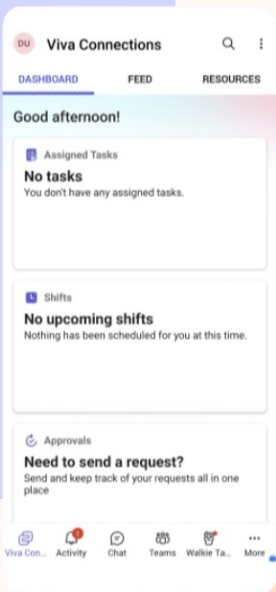 DU Viva Connections
DASHBOARD FEED RESOURCES
Good afternoon!
Assigned Tasks
No tasks
You don't have any assigned tasks.
Shifts
No upcoming shifts
Nothing has been scheduled for you at this time.
Approvals
Need to send a request?
Send and keep track of your requests all in one
place
1
Viva Con.. Activity Chat Teams Walkie Ta.. More